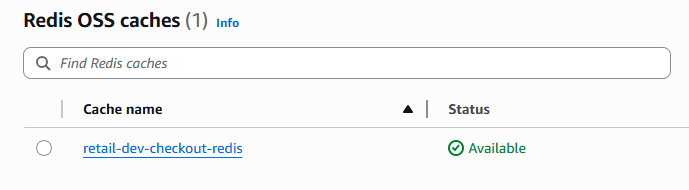 Redis OSS caches (1) Info
Find Redis caches
Cache name Status
retail-dev-checkout-redis Available